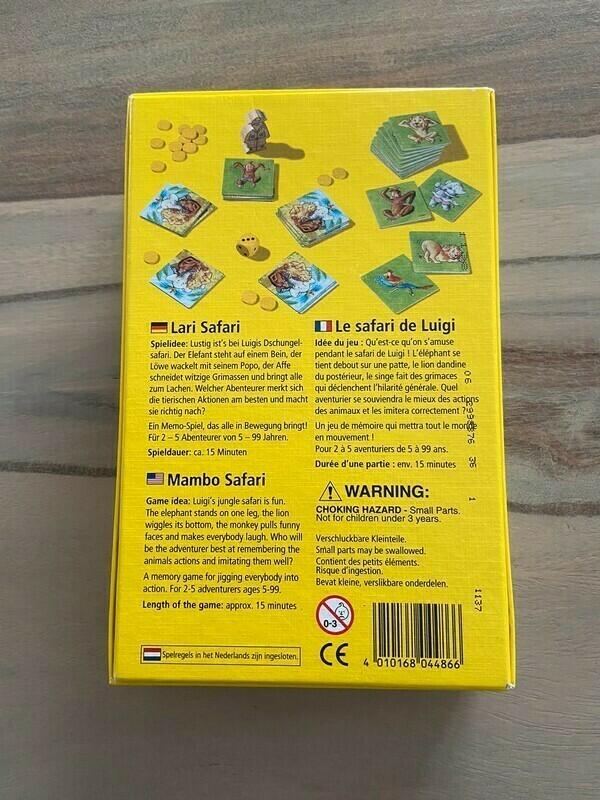 Lari Safari
Spielidee: Lustig ist's bei Luigis Dschungel-
safari. Der Elefant steht auf einem Bein, der
Löwe wackelt mit seinem Popo, der Affe
schneidet witzige Grimassen und bringt alle
zum Lachen. Welcher Abenteurer merkt sich
die tierischen Aktionen am besten und macht
sie richtig nach?
Ein Memo-Spiel, das alle in Bewegung bringt!
Für 2 – 5 Abenteurer von 5 – 99 Jahren.
Spieldauer: ca. 15 Minuten
Mambo Safari
Game idea: Luigi's jungle safari is fun.
The elephant stands on one leg, the lion
wiggles its bottom, the monkey pulls funny
faces and makes everybody laugh. Who will
be the adventurer best at remembering the
animals actions and imitating them well?
A memory game for jigging everybody into
action. For 2-5 adventurers ages 5-99.
Length of the game: approx. 15 minutes
Spielregels in het Nederlands zijn ingesloten.
Le safari de Luigi
Idée du jeu : Qu'est-ce qu'on s'amuse
pendant le safari de Luigi ! L'éléphant se
tient debout sur une patte, le lion dandine
du postérieur, le singe fait des grimaces
qui déclenchent l'hilarité générale. Quel
aventurier se souviendra le mieux des actions
des animaux et les imitera correctement ?
Un jeu de mémoire qui mettra tout le monde
en mouvement !
Pour 2 à 5 aventuriers de 5 à 99 ans.
Durée d'une partie : env. 15 minutes
WARNING:
CHOKING HAZARD - Small Parts.
Not for children under 3 years.
Verschluckbare Kleinteile.
Small parts may be swallowed.
Contient des petits éléments.
Risque d'ingestion.
Bevat kleine, verslikbare onderdelen.
0-3
CE
4 010168 044866
06
36
1
1137